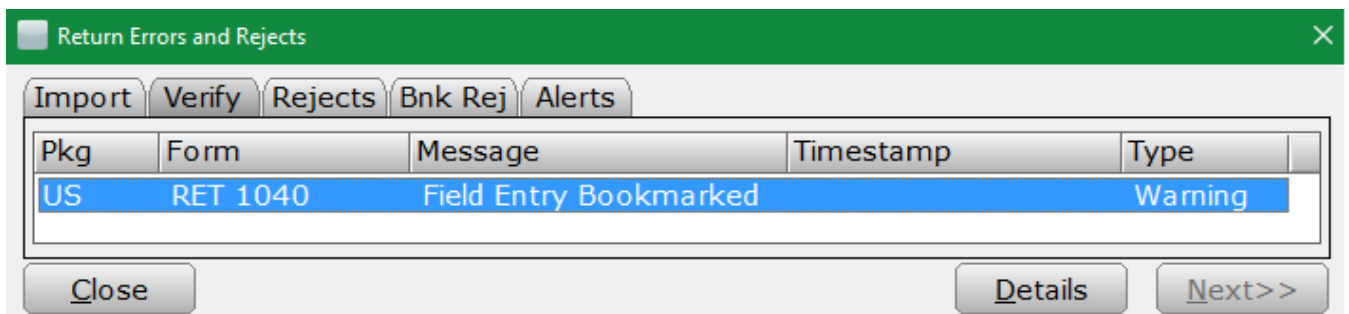 Return Errors and Rejects
Import Verify Rejects Bnk Rej Alerts
Pkg Form Message Timestamp Type
US RET 1040 Field Entry Bookmarked Warning
Close Details Next>>